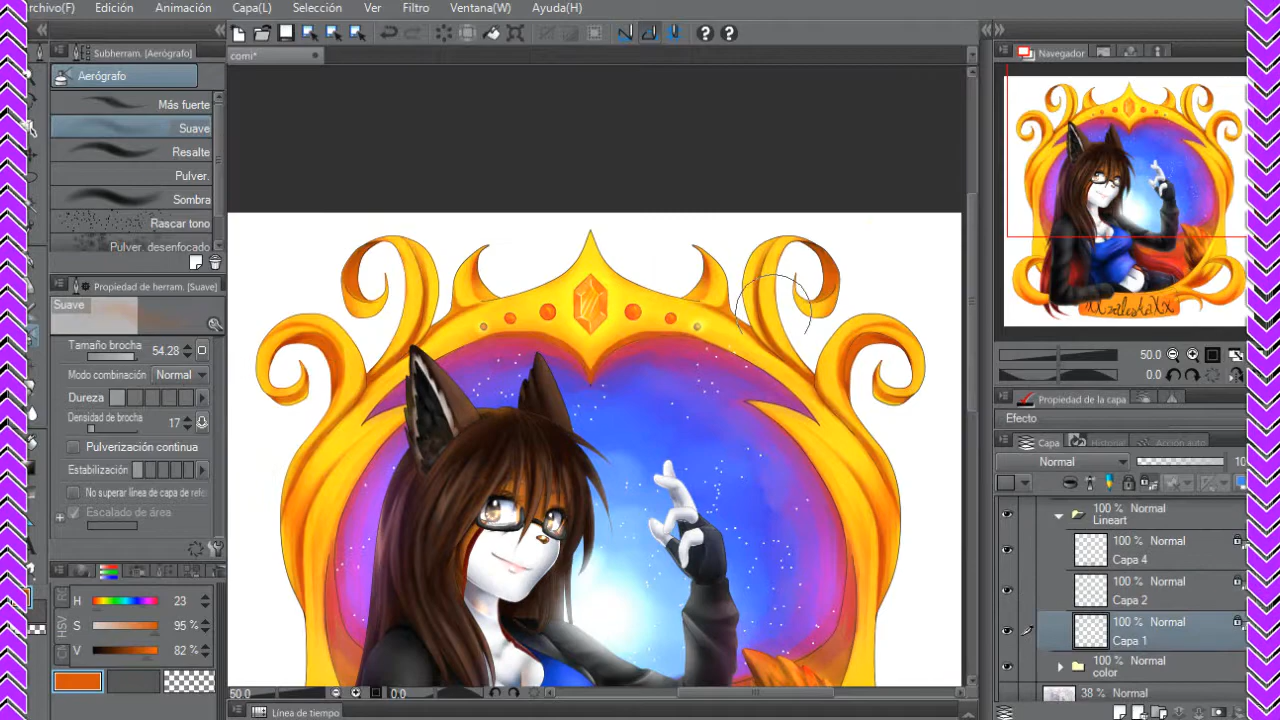 rchivo(F) Edición Animación Capa(L) Selección Ver Filtro Ventana(W) Ayuda(H)
Subherram. [Aerógrafo]
Aerógrafo
Más fuerte
Suave
Resalte
Pulver.
Sombra
Rascar tono
Pulver. desenfocado
Propiedad de herram. [Suave]
Suave
Tamaño brocha 54.28
Modo combinación Normal
Dureza
Densidad de brocha 17
Pulverización continua
Estabilización
No superar línea de capa de refe
Escalado de área
H 23
S 95 %
V 82 %
comi*
50.0
0.0
Línea de tiempo
Navegador
50.0
0.0
Propiedad de la capa
Efecto
Capa Historial Acción auto
Normal 10
100 % Normal
Lineart
100 % Normal
Capa 4
100 % Normal
Capa 2
100 % Normal
Capa 1
100 % Normal
color
38 % Normal